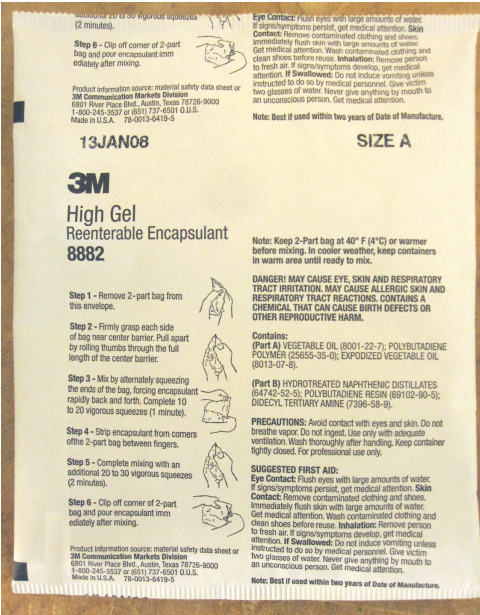 additional 20 to 30 vigorous squeezes
(2 minutes).
Step 6 - Clip off corner of 2-part
bag and pour encapsulant imm
ediately after mixing.
Product information source: material safety data sheet or
3M Communication Markets Division
6801 River Place Blvd., Austin, Texas 78726-9000
1-800-245-3537 or (651) 737-6501 O.U.S.
Made in U.S.A. 78-0013-6419-5
Eye Contact: Flush eyes with large amounts of water.
If signs/symptoms persist, get medical attention. Skin
Contact: Remove contaminated clothing and shoes.
Immediately flush skin with large amounts of water.
Get medical attention. Wash contaminated clothing and
clean shoes before reuse. Inhalation: Remove person
to fresh air. If signs/symptoms develop, get medical
attention. If Swallowed: Do not induce vomiting unless
instructed to do so by medical personnel. Give victim
two glasses of water. Never give anything by mouth to
an unconscious person. Get medical attention.
Note: Best if used within two years of Date of Manufacture.
13JAN08
SIZE A
3M
High Gel
Reenterable Encapsulant
8882
Step 1 - Remove 2-part bag from
this envelope.
Step 2 - Firmly grasp each side
of bag near center barrier. Pull apart
by rolling thumbs through the full
length of the center barrier.
Step 3 - Mix by alternately squeezing
the ends of the bag, forcing encapsulant
rapidly back and forth. Complete 10
to 20 vigorous squeezes (1 minute).
Step 4 - Strip encapsulant from corners
ofthe 2-part bag between fingers.
Step 5 - Complete mixing with an
additional 20 to 30 vigorous squeezes
(2 minutes).
Step 6 - Clip off corner of 2-part
bag and pour encapsulant imm
ediately after mixing.
Product information source: material safety data sheet or
3M Communication Markets Division
6801 River Place Blvd., Austin, Texas 78726-9000
1-800-245-3537 or (651) 737-6501 O.U.S.
Made in U.S.A. 78-0013-6419-5
Note: Keep 2-Part bag at 40° F (4°C) or warmer
before mixing. In cooler weather, keep containers
in warm area until ready to mix.
DANGER! MAY CAUSE EYE, SKIN AND RESPIRATORY
TRACT IRRITATION. MAY CAUSE ALLERGIC SKIN AND
RESPIRATORY TRACT REACTIONS. CONTAINS A
CHEMICAL THAT CAN CAUSE BIRTH DEFECTS OR
OTHER REPRODUCTIVE HARM.
Contains:
(Part A) VEGETABLE OIL (8001-22-7); POLYBUTADIENE
POLYMER (25655-35-0); EXPODIZED VEGETABLE OIL
(8013-07-8).
(Part B) HYDROTREATED NAPHTHENIC DISTILLATES
(64742-52-5); POLYBUTADIENE RESIN (69102-90-5);
DIDECYL TERTIARY AMINE (7396-58-9).
PRECAUTIONS: Avoid contact with eyes and skin. Do not
breathe vapor. Do not ingest. Use only with adequate
ventilation. Wash thoroughly after handling. Keep container
tightly closed. For professional use only.
SUGGESTED FIRST AID:
Eye Contact: Flush eyes with large amounts of water.
If signs/symptoms persist, get medical attention. Skin
Contact: Remove contaminated clothing and shoes.
Immediately flush skin with large amounts of water.
Get medical attention. Wash contaminated clothing and
clean shoes before reuse. Inhalation: Remove person
to fresh air. If signs/symptoms develop, get medical
attention. If Swallowed: Do not induce vomiting unless
instructed to do so by medical personnel. Give victim
two glasses of water. Never give anything by mouth to
an unconscious person. Get medical attention.
Note: Best if used within two years of Date of Manufacture.